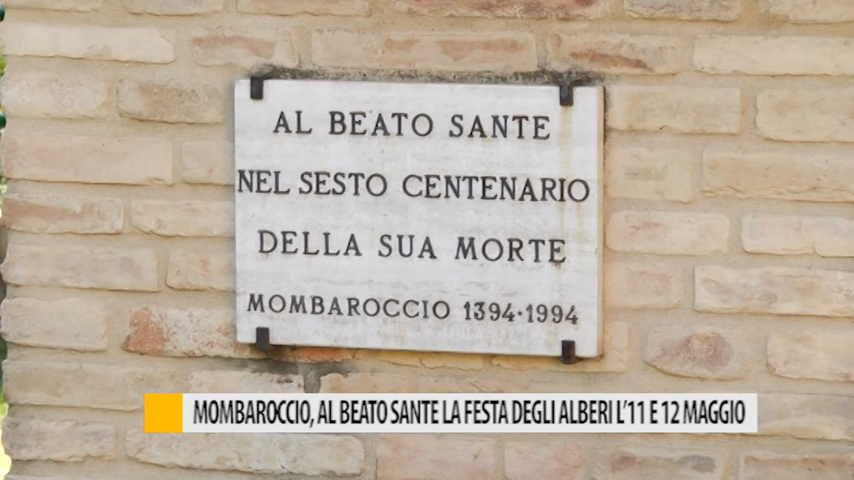 AL BEATO SANTE
NEL SESTO CENTENARIO
DELLA SUA MORTE
MOMBAROCCIO 1394·1994
MOMBAROCCIO, AL BEATO SANTE LA FESTA DEGLI ALBERI L'11 E 12 MAGGIO